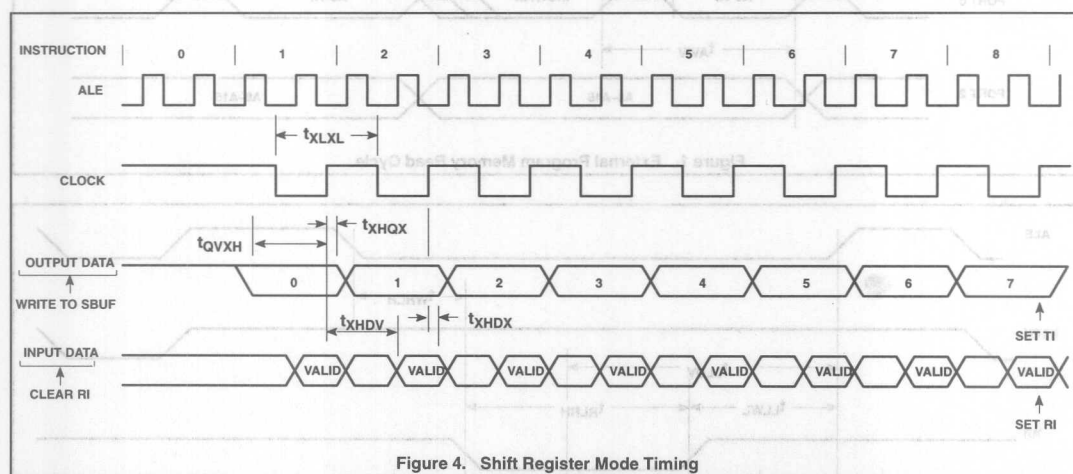 INSTRUCTION 0 1 2 3 4 5 6 7 8
ALE
tXLXL
CLOCK
tXHQX
tQVXH
OUTPUT DATA 0 1 2 3 4 5 6 7
WRITE TO SBUF
tXHDV tXHDX
SET TI
INPUT DATA VALID VALID VALID VALID VALID VALID VALID VALID
CLEAR RI
SET RI
Figure 4. Shift Register Mode Timing